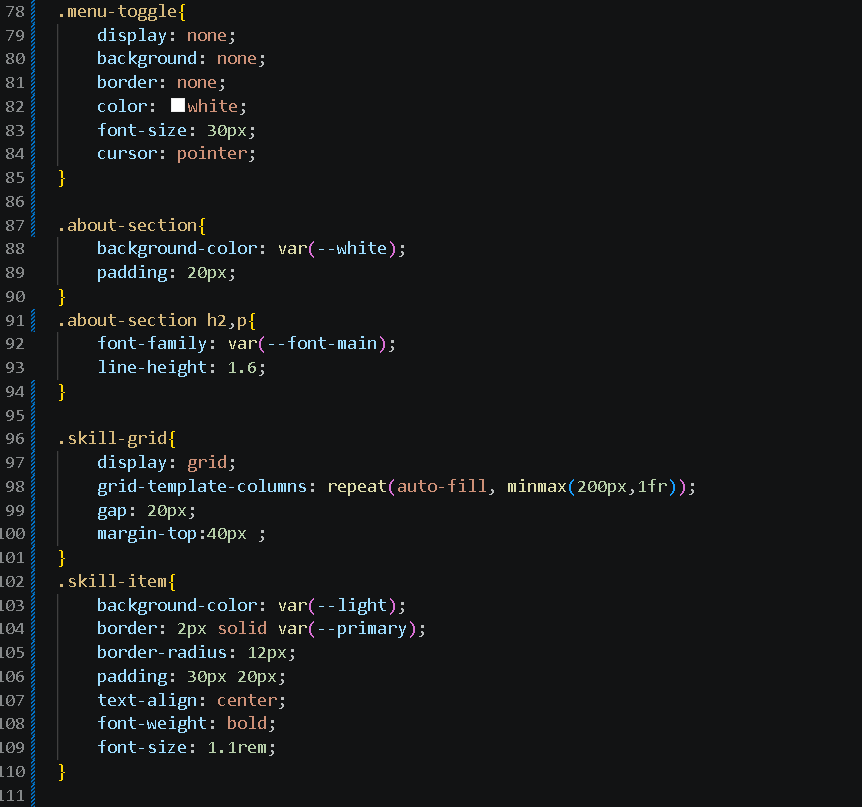 78 .menu-toggle{
79 display: none;
80 background: none;
81 border: none;
82 color: white;
83 font-size: 30px;
84 cursor: pointer;
85 }
86
87 .about-section{
88 background-color: var(--white);
89 padding: 20px;
90 }
91 .about-section h2,p{
92 font-family: var(--font-main);
93 line-height: 1.6;
94 }
95
96 .skill-grid{
97 display: grid;
98 grid-template-columns: repeat(auto-fill, minmax(200px,1fr));
99 gap: 20px;
100 margin-top:40px ;
101 }
102 .skill-item{
103 background-color: var(--light);
104 border: 2px solid var(--primary);
105 border-radius: 12px;
106 padding: 30px 20px;
107 text-align: center;
108 font-weight: bold;
109 font-size: 1.1rem;
110 }
111